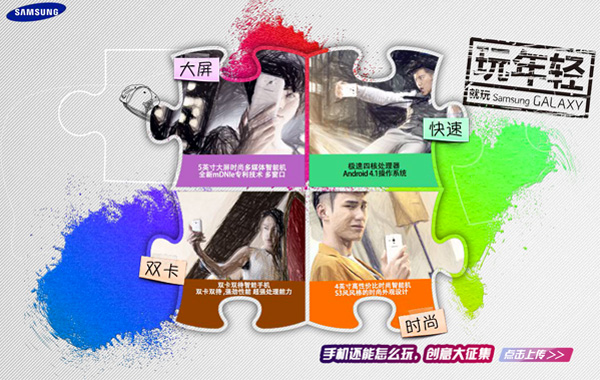 SAMSUNG
大屏
玩年轻
就玩 Samsung GALAXY
快速
5英寸大屏时尚多媒体智能机
全新mDNIe专利技术 多窗口
极速四核处理器
Android 4.1操作系统
双卡
双卡双待智能手机
双卡双待,强劲性能 超强处理能力
4英寸高性价比时尚智能机
S3风风格的时尚外观设计
时尚
手机还能怎么玩,创意大征集
点击上传>>